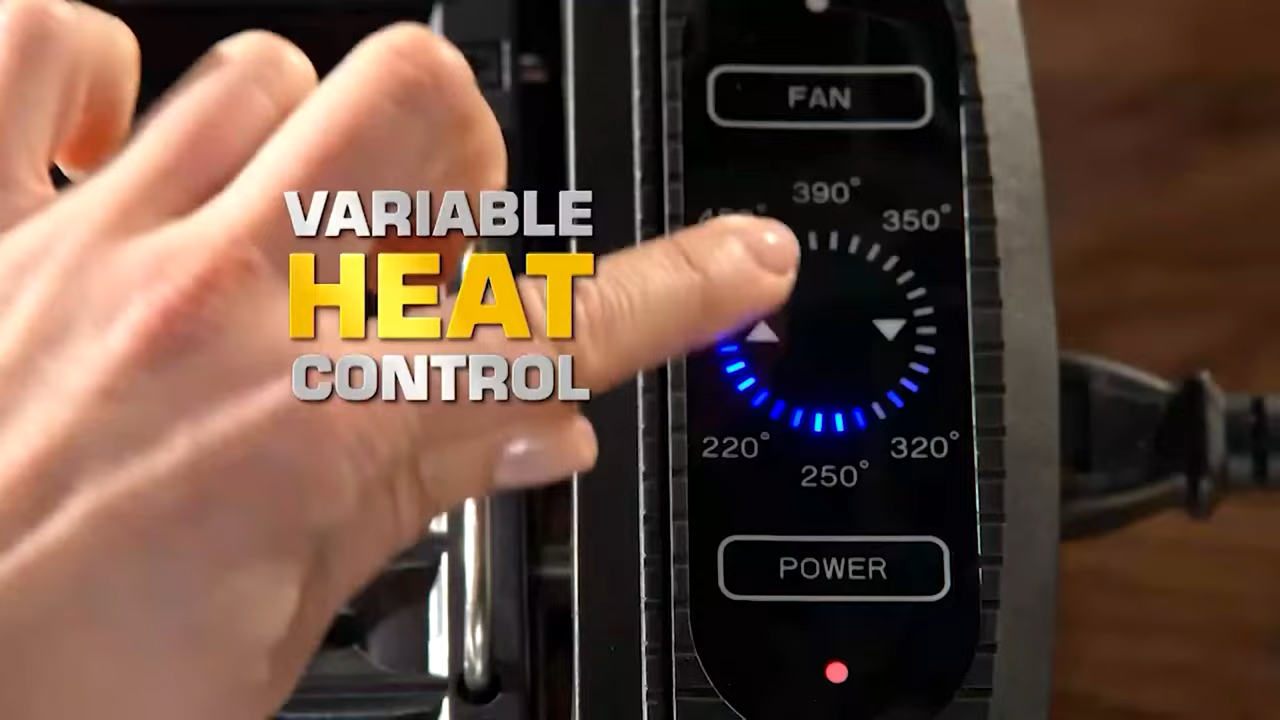 FAN
390°
350°
VARIABLE
HEAT
CONTROL
220°
320°
250°
POWER